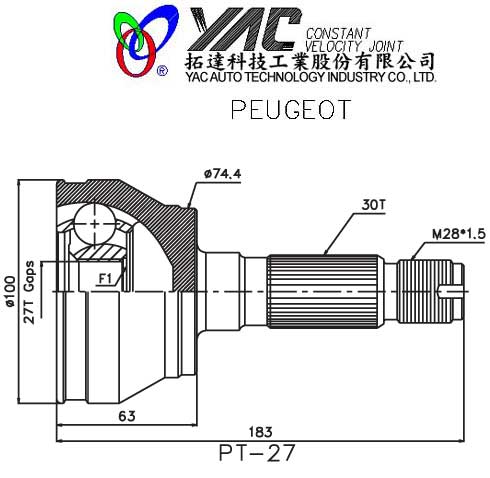 YAC CONSTANT
VELOCITY JOINT
®
拓達科技工業股份有限公司
YAC AUTO TECHNOLOGY INDUSTRY CO., LTD.
PEUGEOT
ø74.4
30T
M28*1.5
ø100
27T Gaps
F1
63
183
PT-27